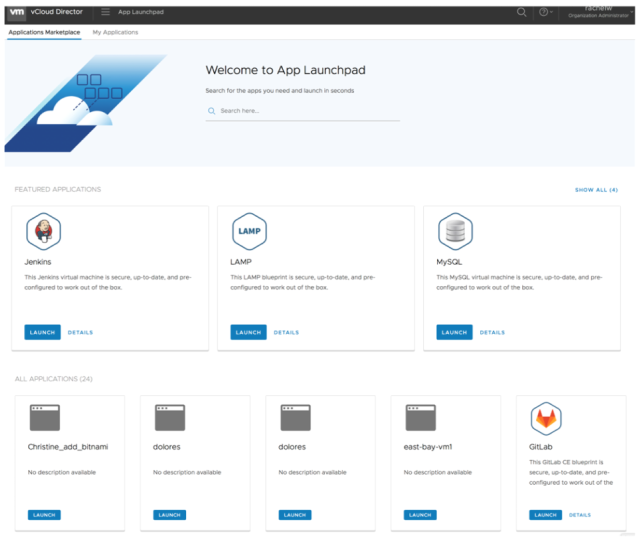 vm vCloud Director App Launchpad rachelw
Organization Administrator
Applications Marketplace My Applications
Welcome to App Launchpad
Search for the apps you need and launch in seconds
Search here...
FEATURED APPLICATIONS SHOW ALL (4)
LAMP
Jenkins LAMP MySQL
This Jenkins virtual machine is secure, up-to-date, and pre- This LAMP blueprint is secure, up-to-date, and pre- This MySQL virtual machine is secure, up-to-date, and pre-
configured to work out of the box. configured to work out of the box. configured to work out of the box.
LAUNCH DETAILS LAUNCH DETAILS LAUNCH DETAILS
ALL APPLICATIONS (24)
Christine_add_bitnami dolores dolores east-bay-vm1 GitLab
No description available No description available No description available No description available This GitLab CE blueprint is
secure, up-to-date, and pre-
configured to work out of the
LAUNCH LAUNCH LAUNCH LAUNCH LAUNCH DETAILS